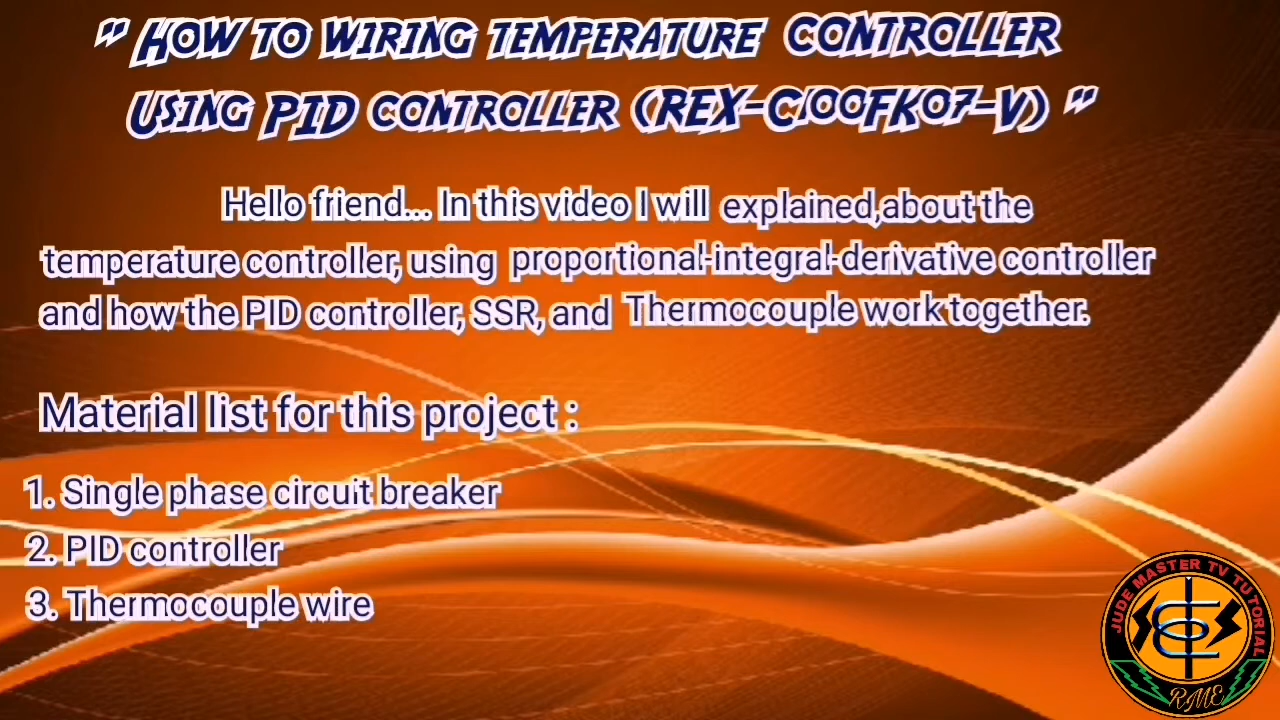 " How to wiring temperature controller
Using PID controller (REX-C100FK07-V) "
Hello friend... In this video I will explained,about the
temperature controller, using proportional-integral-derivative controller
and how the PID controller, SSR, and Thermocouple work together.
Material list for this project :
1. Single phase circuit breaker
2. PID controller
3. Thermocouple wire
JUDE MASTER TV TUTORIAL
RME